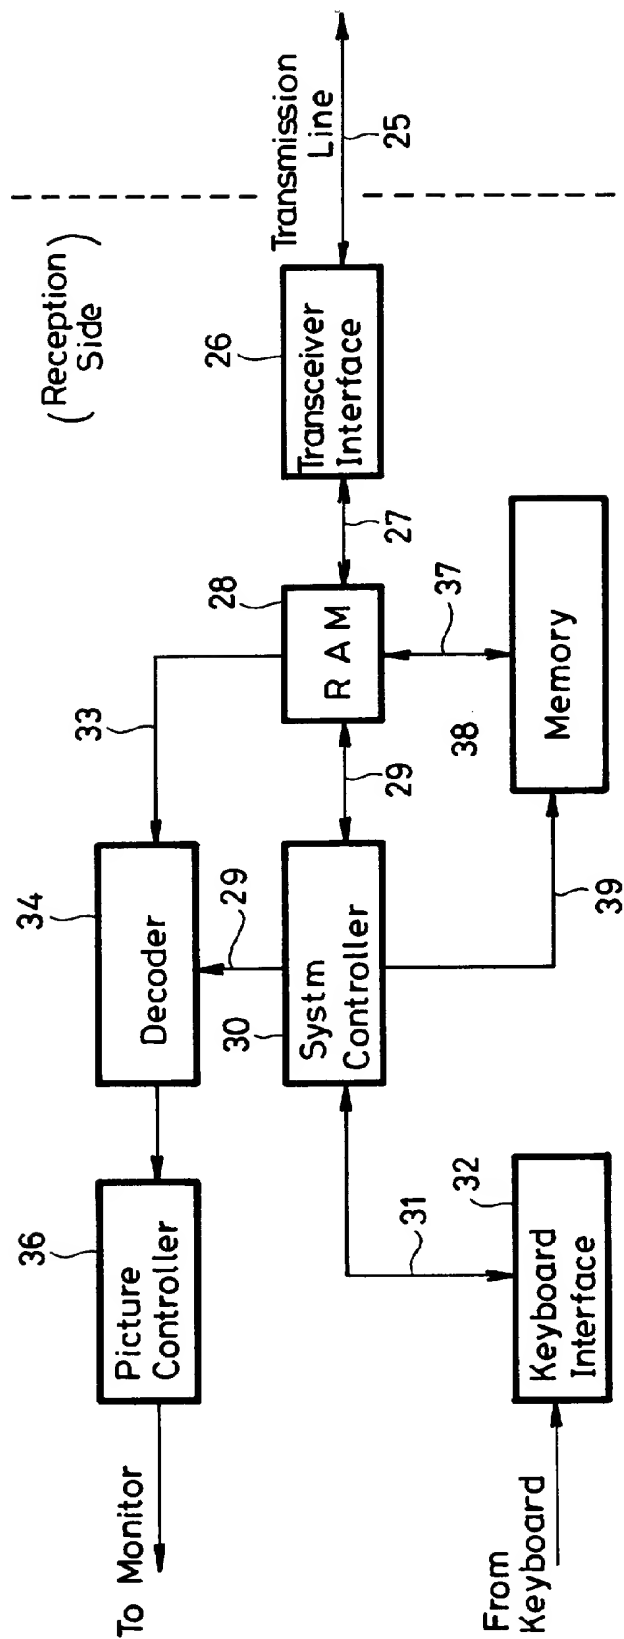 ( Reception
Side )
Transmission
Line
25
Transceiver
Interface
26
27
RAM
28
33
37
38
Memory
29
34
Decoder
29
30
Systm
Controller
39
36
Picture
Controller
31
32
Keyboard
Interface
To Monitor
From
Keyboard